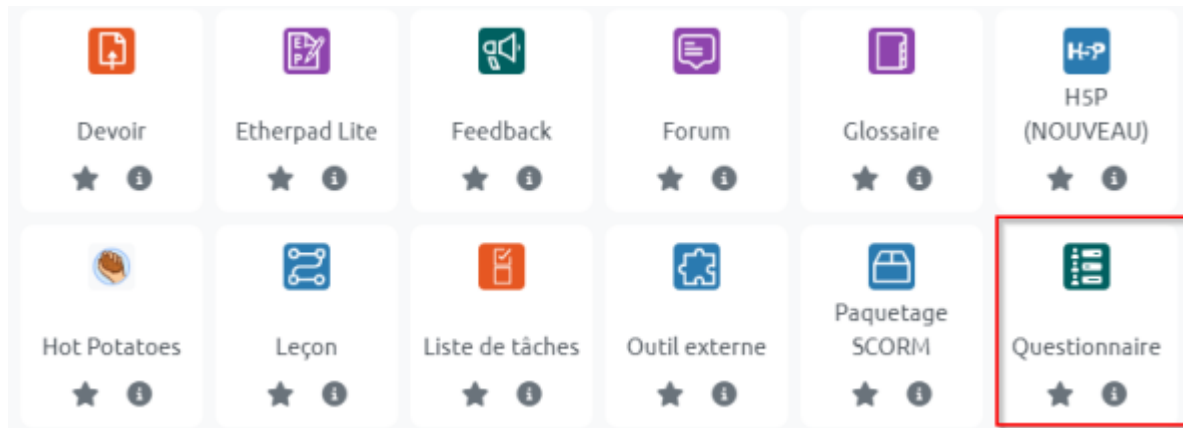 H5P
Devoir
Etherpad Lite
Feedback
Forum
Glossaire
H5P
(NOUVEAU)
Hot Potatoes
Leçon
Liste de tâches
Outil externe
Paquetage
SCORM
Questionnaire